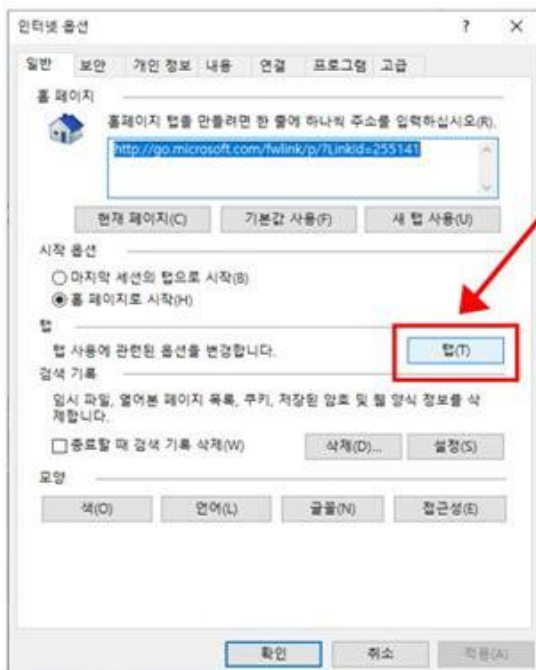 인터넷 옵션 ? ×
일반 보안 개인 정보 내용 연결 프로그램 고급
홈 페이지
홈페이지 탭을 만들려면 한 줄에 하나씩 주소를 입력하십시오(R).
http://go.microsoft.com/fwlink/p/?LinkId=255141
현재 페이지(C) 기본값 사용(F) 새 탭 사용(U)
시작 옵션
마지막 세션의 탭으로 시작(B)
홈 페이지로 시작(H)
탭
탭 사용에 관련된 옵션을 변경합니다. 탭(T)
검색 기록
임시 파일, 열어본 페이지 목록, 쿠키, 저장된 암호 및 웹 양식 정보를 삭
제합니다.
종료할 때 검색 기록 삭제(W) 삭제(D)... 설정(S)
모양
색(O) 언어(L) 글꼴(N) 접근성(E)
확인 취소 적용(A)